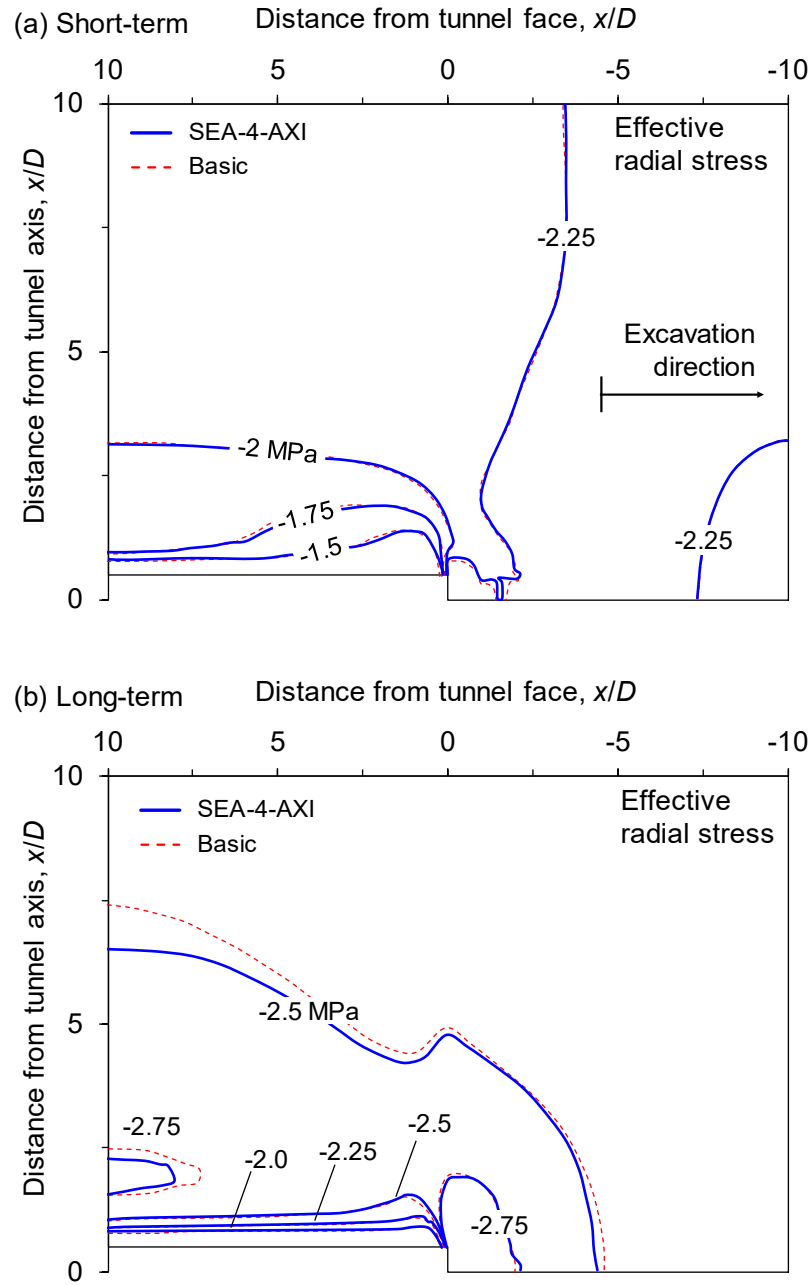 (a) Short-term
Distance from tunnel face, x/D
10 5 0 -5 -10
10
SEA-4-AXI
Basic
Effective
radial stress
Distance from tunnel axis, x/D
-2.25
5
Excavation
direction
-2 MPa
-1.75
-1.5
-2.25
0
(b) Long-term
Distance from tunnel face, x/D
10 5 0 -5 -10
10
SEA-4-AXI
Basic
Effective
radial stress
Distance from tunnel axis, x/D
5
-2.5 MPa
-2.75
-2.0
-2.25
-2.5
-2.75
0